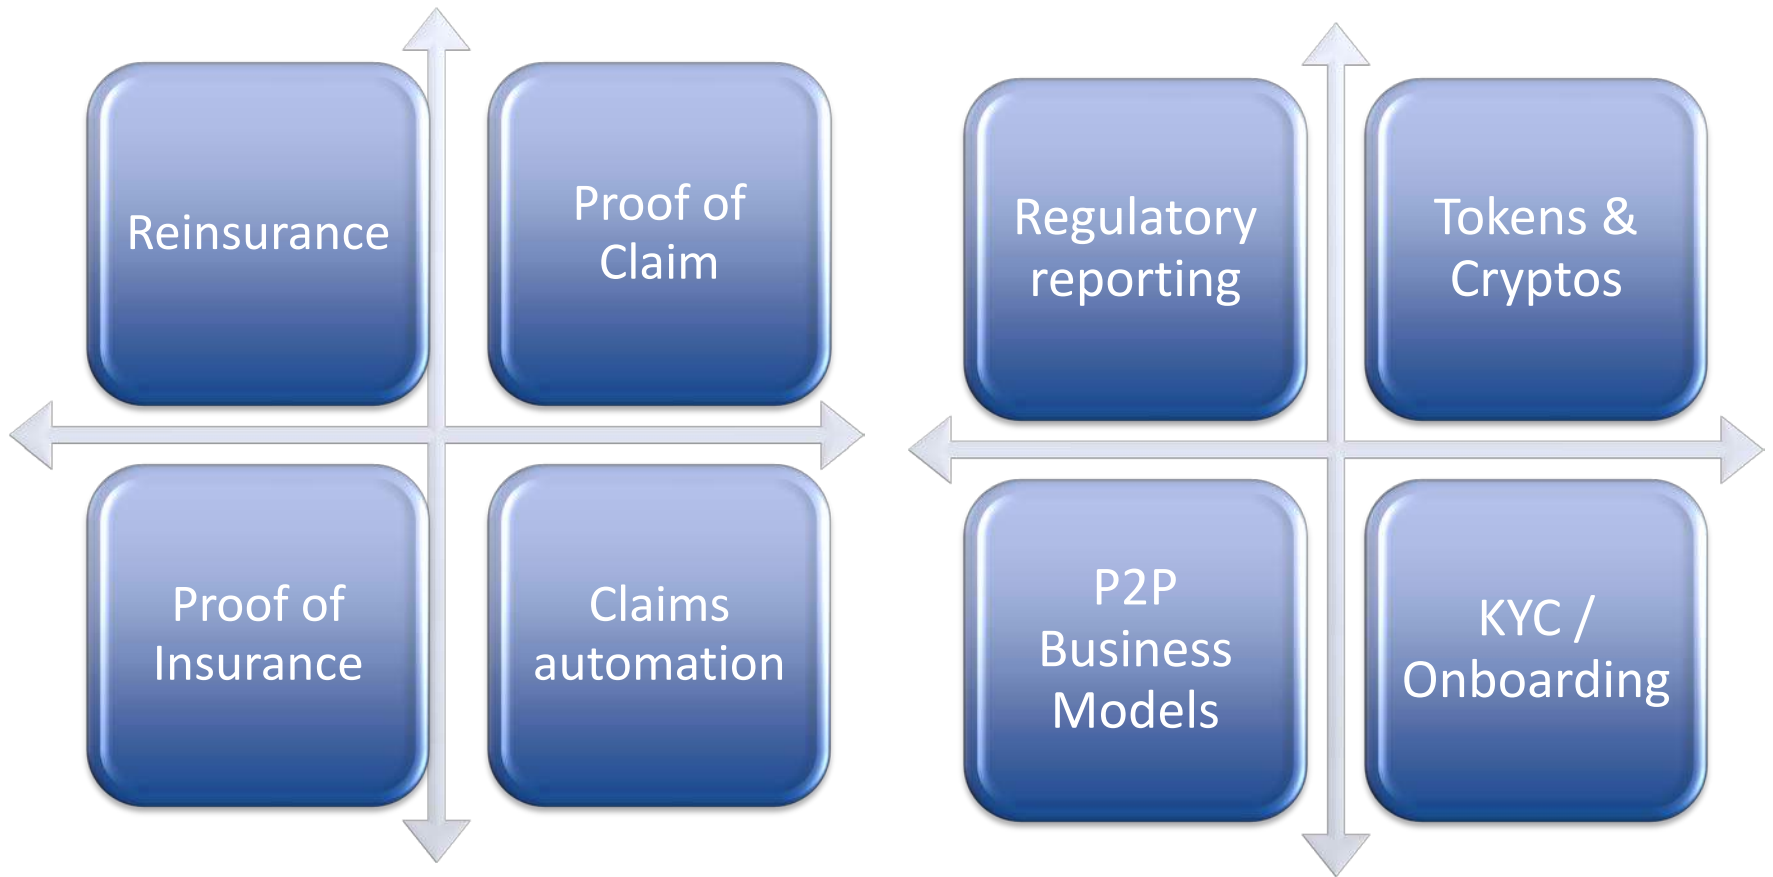 Reinsurance
Proof of
Claim
Proof of
Insurance
Claims
automation
Regulatory
reporting
Tokens &
Cryptos
P2P
Business
Models
KYC /
Onboarding